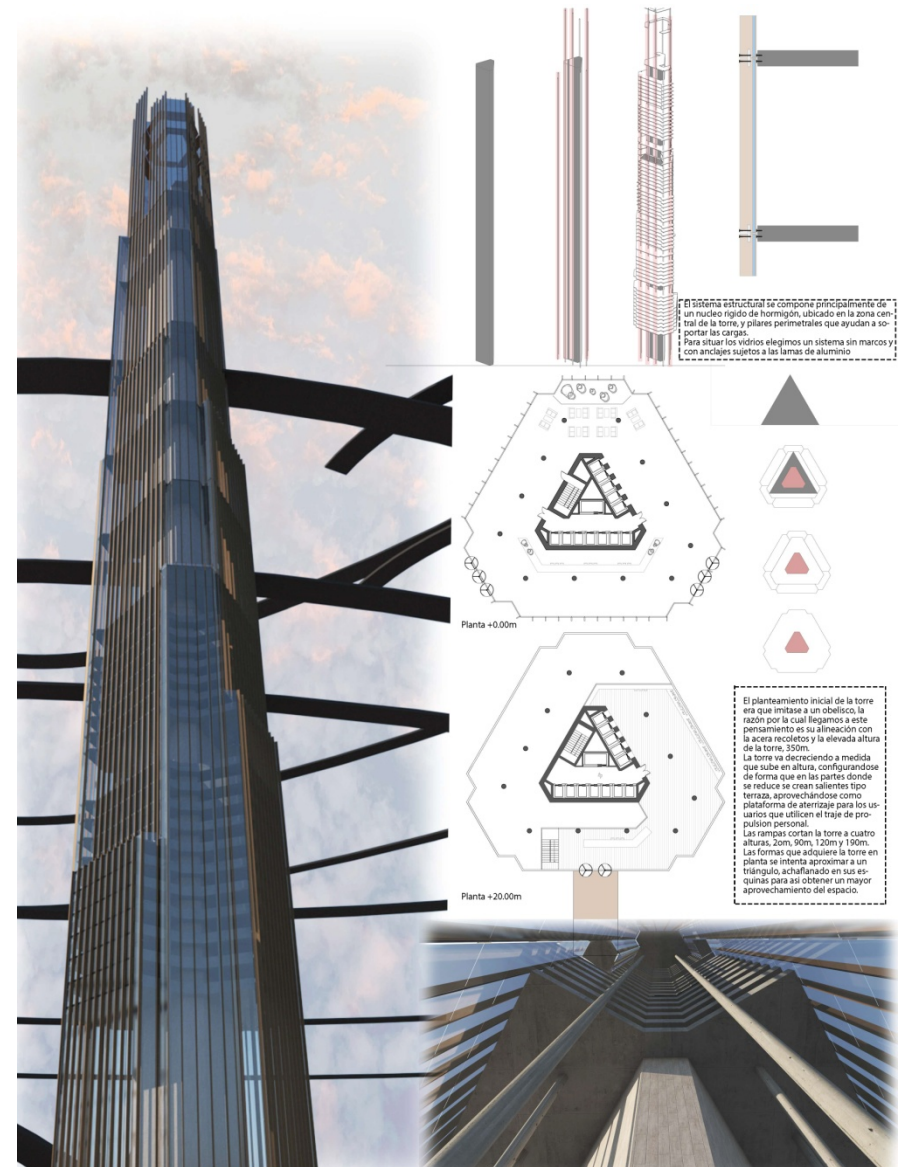 El sistema estructural se compone principalmente de
un nucleo rigido de hormigón, ubicado en la zona cen-
tral de la torre, y pilares perimetrales que ayudan a so-
portar las cargas.
Para situar los vidrios elegimos un sistema sin marcos y
con anclajes sujetos a las lamas de aluminio
Planta +0.00m
Planta +20.00m
El planteamiento inicial de la torre
era que imitase a un obelisco, la
razón por la cual llegamos a este
pensamiento es su alineación con
la acera recoletos y la elevada altura
de la torre, 350m.
La torre va decreciendo a medida
que sube en altura, configurandose
de forma que en las partes donde
se reduce se crean salientes tipo
terraza, aprovechándose como
plataforma de aterrizaje para los us-
uarios que utilicen el traje de pro-
pulsion personal.
Las rampas cortan la torre a cuatro
alturas, 2om, 90m, 120m y 190m.
Las formas que adquiere la torre en
planta se intenta aproximar a un
triángulo, achaflanado en sus es-
quinas para asi obtener un mayor
aprovechamiento del espacio.